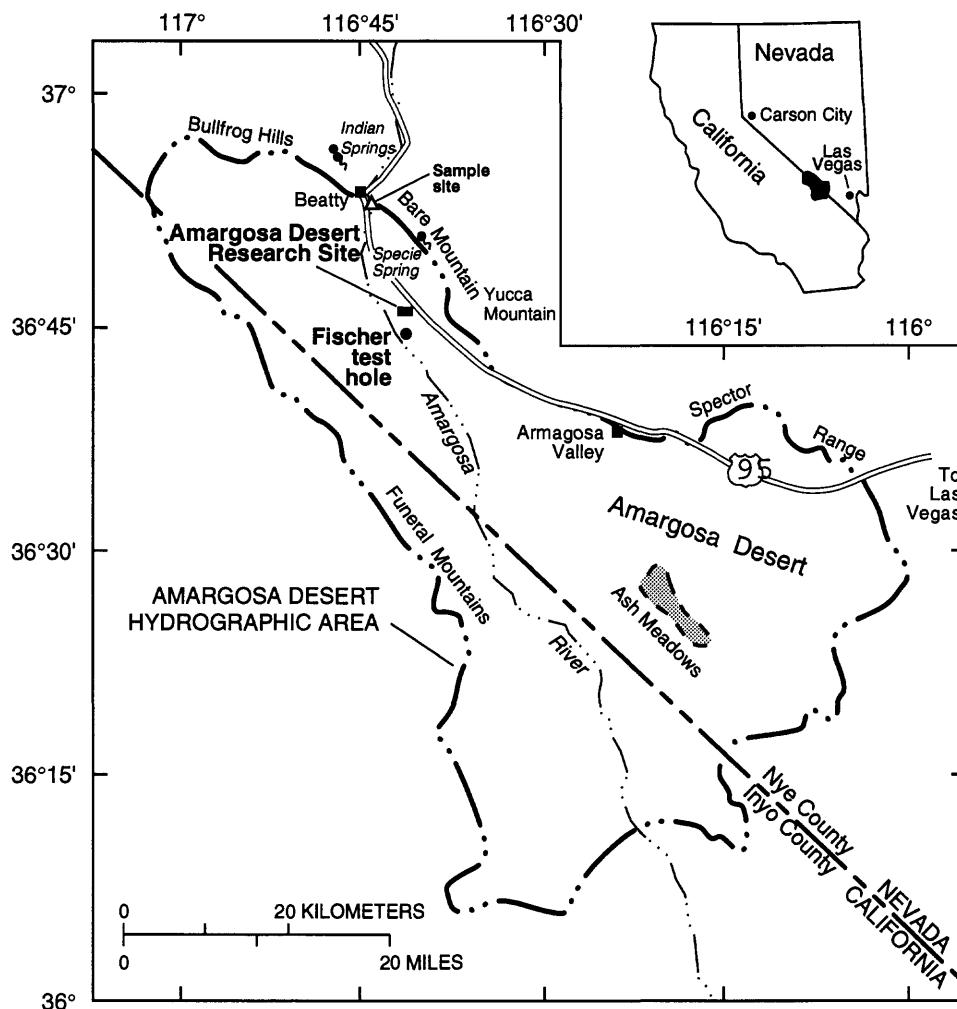 117°
116°45'
116°30'
37°
36°45'
36°30'
36°15'
36°
Nevada
California
Carson City
Las
Vegas
116°15'
116°
Bullfrog Hills
Indian
Springs
Sample
site
Beatty
Bare Mountain
Amargosa Desert
Research Site
Specie
Spring
Yucca
Mountain
Fischer
test
hole
Amargosa
River
Armagosa
Valley
Spector
Range
95
To
Las
Vegas
Amargosa Desert
Funeral Mountains
Ash Meadows
AMARGOSA DESERT
HYDROGRAPHIC AREA
Nye County
Inyo County
NEVADA
CALIFORNIA
0 20 KILOMETERS
0 20 MILES